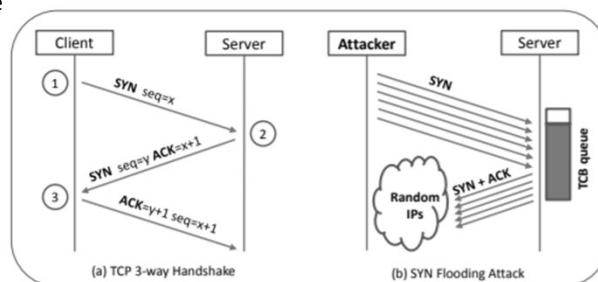 e
Client
Server
Attacker
Server
1
SYN seq=x
2
SYN seq=y ACK=x+1
3
ACK=y+1 seq=x+1
SYN
TCB queue
SYN + ACK
Random
IPs
(a) TCP 3-way Handshake
(b) SYN Flooding Attack